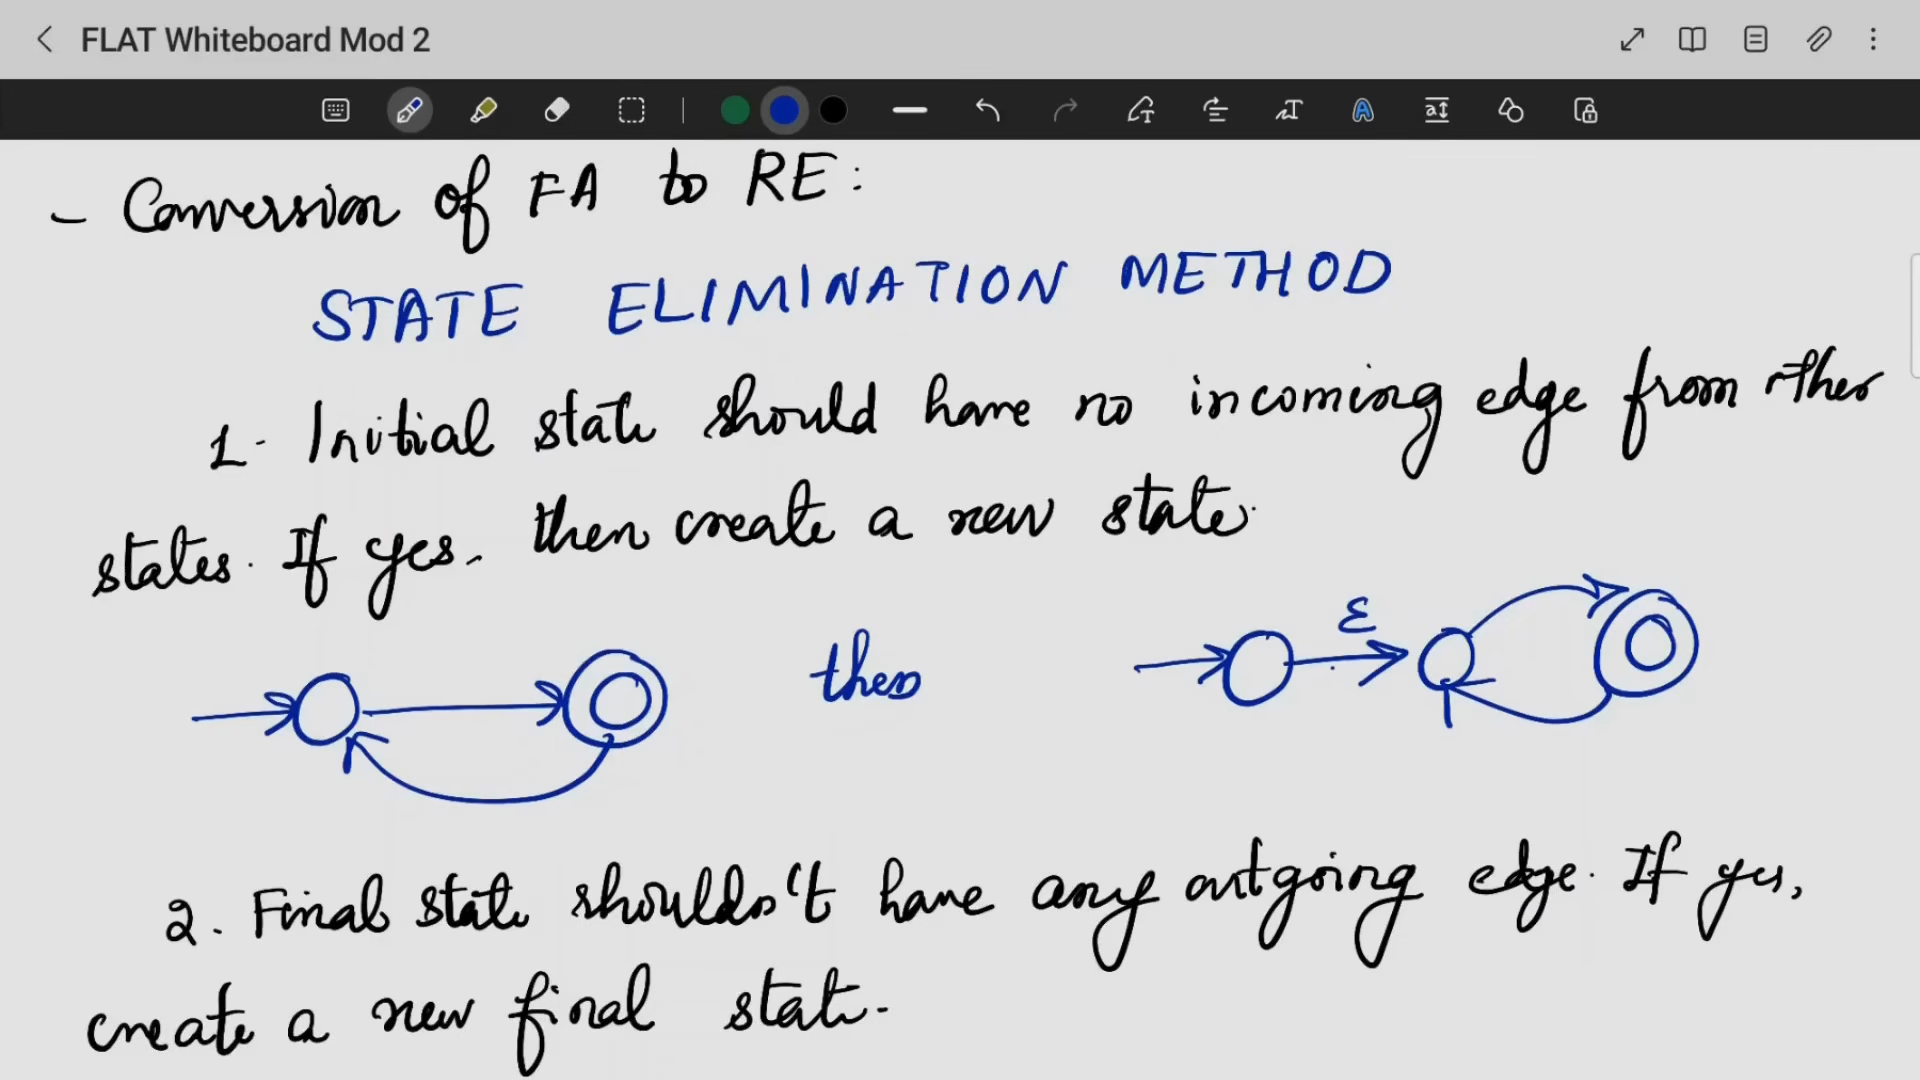 FLAT Whiteboard Mod 2
- Conversion of FA to RE:
STATE ELIMINATION METHOD
1. Initial state should have no incoming edge from other
states. If yes, then create a new state.
then
ε
2. Final state shouldn't have any outgoing edge. If yes,
create a new final state.